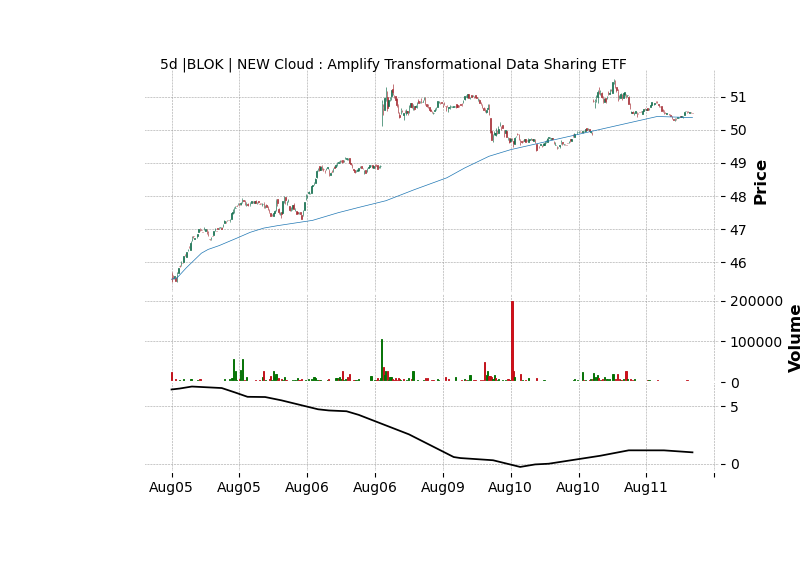 5d |BLOK | NEW Cloud : Amplify Transformational Data Sharing ETF
51
50
49
48
47
46
Price
200000
100000
0
Volume
5
0
Aug05 Aug05 Aug06 Aug06 Aug09 Aug10 Aug10 Aug11